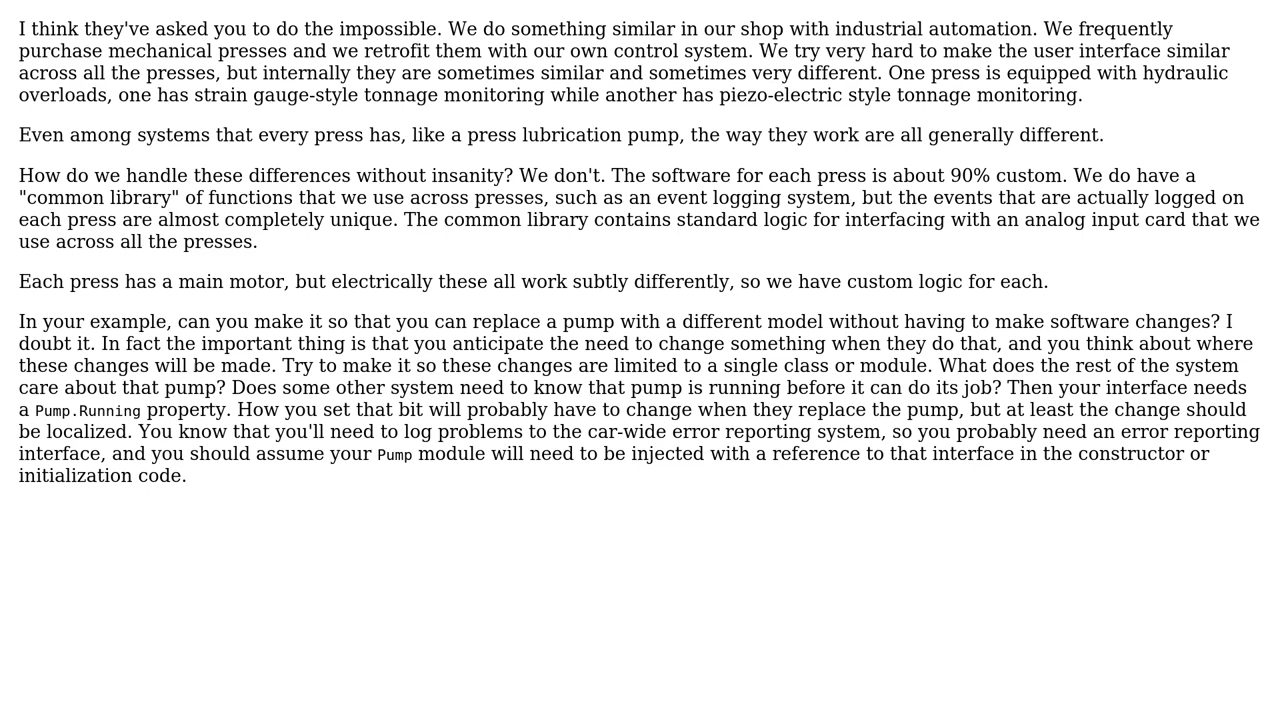 I think they've asked you to do the impossible. We do something similar in our shop with industrial automation. We frequently
purchase mechanical presses and we retrofit them with our own control system. We try very hard to make the user interface similar
across all the presses, but internally they are sometimes similar and sometimes very different. One press is equipped with hydraulic
overloads, one has strain gauge-style tonnage monitoring while another has piezo-electric style tonnage monitoring.
Even among systems that every press has, like a press lubrication pump, the way they work are all generally different.
How do we handle these differences without insanity? We don't. The software for each press is about 90% custom. We do have a
"common library" of functions that we use across presses, such as an event logging system, but the events that are actually logged on
each press are almost completely unique. The common library contains standard logic for interfacing with an analog input card that we
use across all the presses.
Each press has a main motor, but electrically these all work subtly differently, so we have custom logic for each.
In your example, can you make it so that you can replace a pump with a different model without having to make software changes? I
doubt it. In fact the important thing is that you anticipate the need to change something when they do that, and you think about where
these changes will be made. Try to make it so these changes are limited to a single class or module. What does the rest of the system
care about that pump? Does some other system need to know that pump is running before it can do its job? Then your interface needs
a Pump.Running property. How you set that bit will probably have to change when they replace the pump, but at least the change should
be localized. You know that you'll need to log problems to the car-wide error reporting system, so you probably need an error reporting
interface, and you should assume your Pump module will need to be injected with a reference to that interface in the constructor or
initialization code.